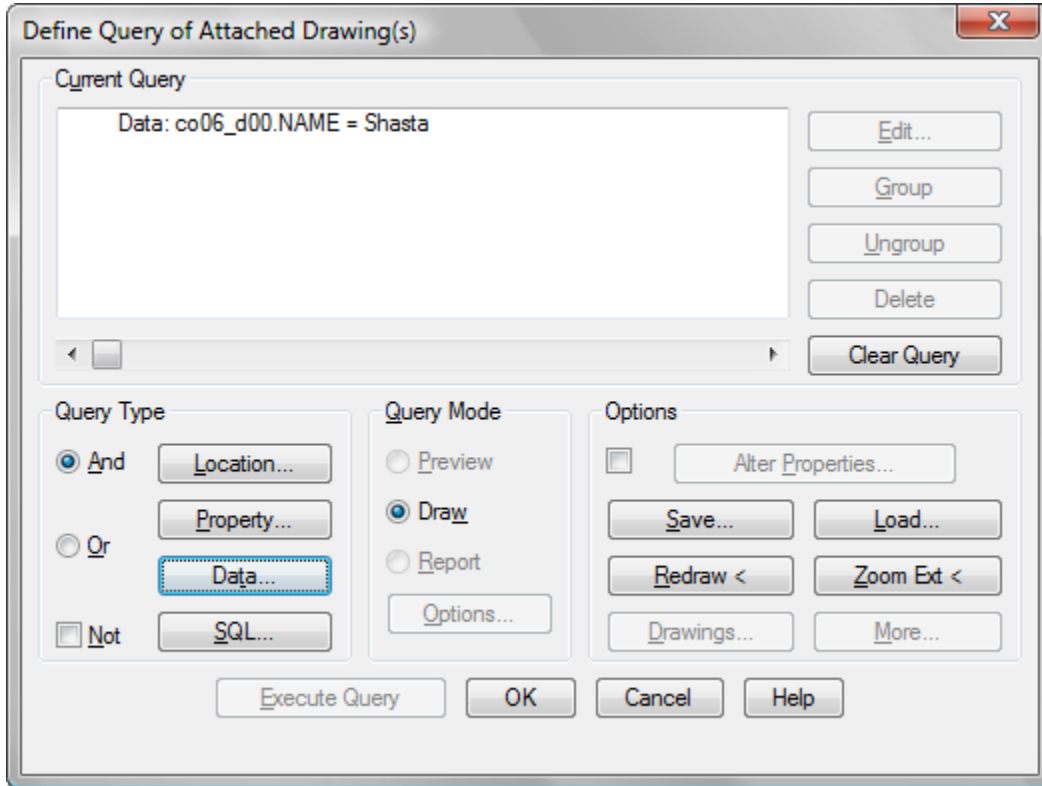 Define Query of Attached Drawing(s)
Current Query
Data: co06_d00.NAME = Shasta
Edit...
Group
Ungroup
Delete
Clear Query
Query Type
And
Location...
Property...
Or
Data...
Not
SQL...
Query Mode
Preview
Draw
Report
Options...
Options
Alter Properties...
Save...
Load...
Redraw <
Zoom Ext <
Drawings...
More...
Execute Query
OK
Cancel
Help